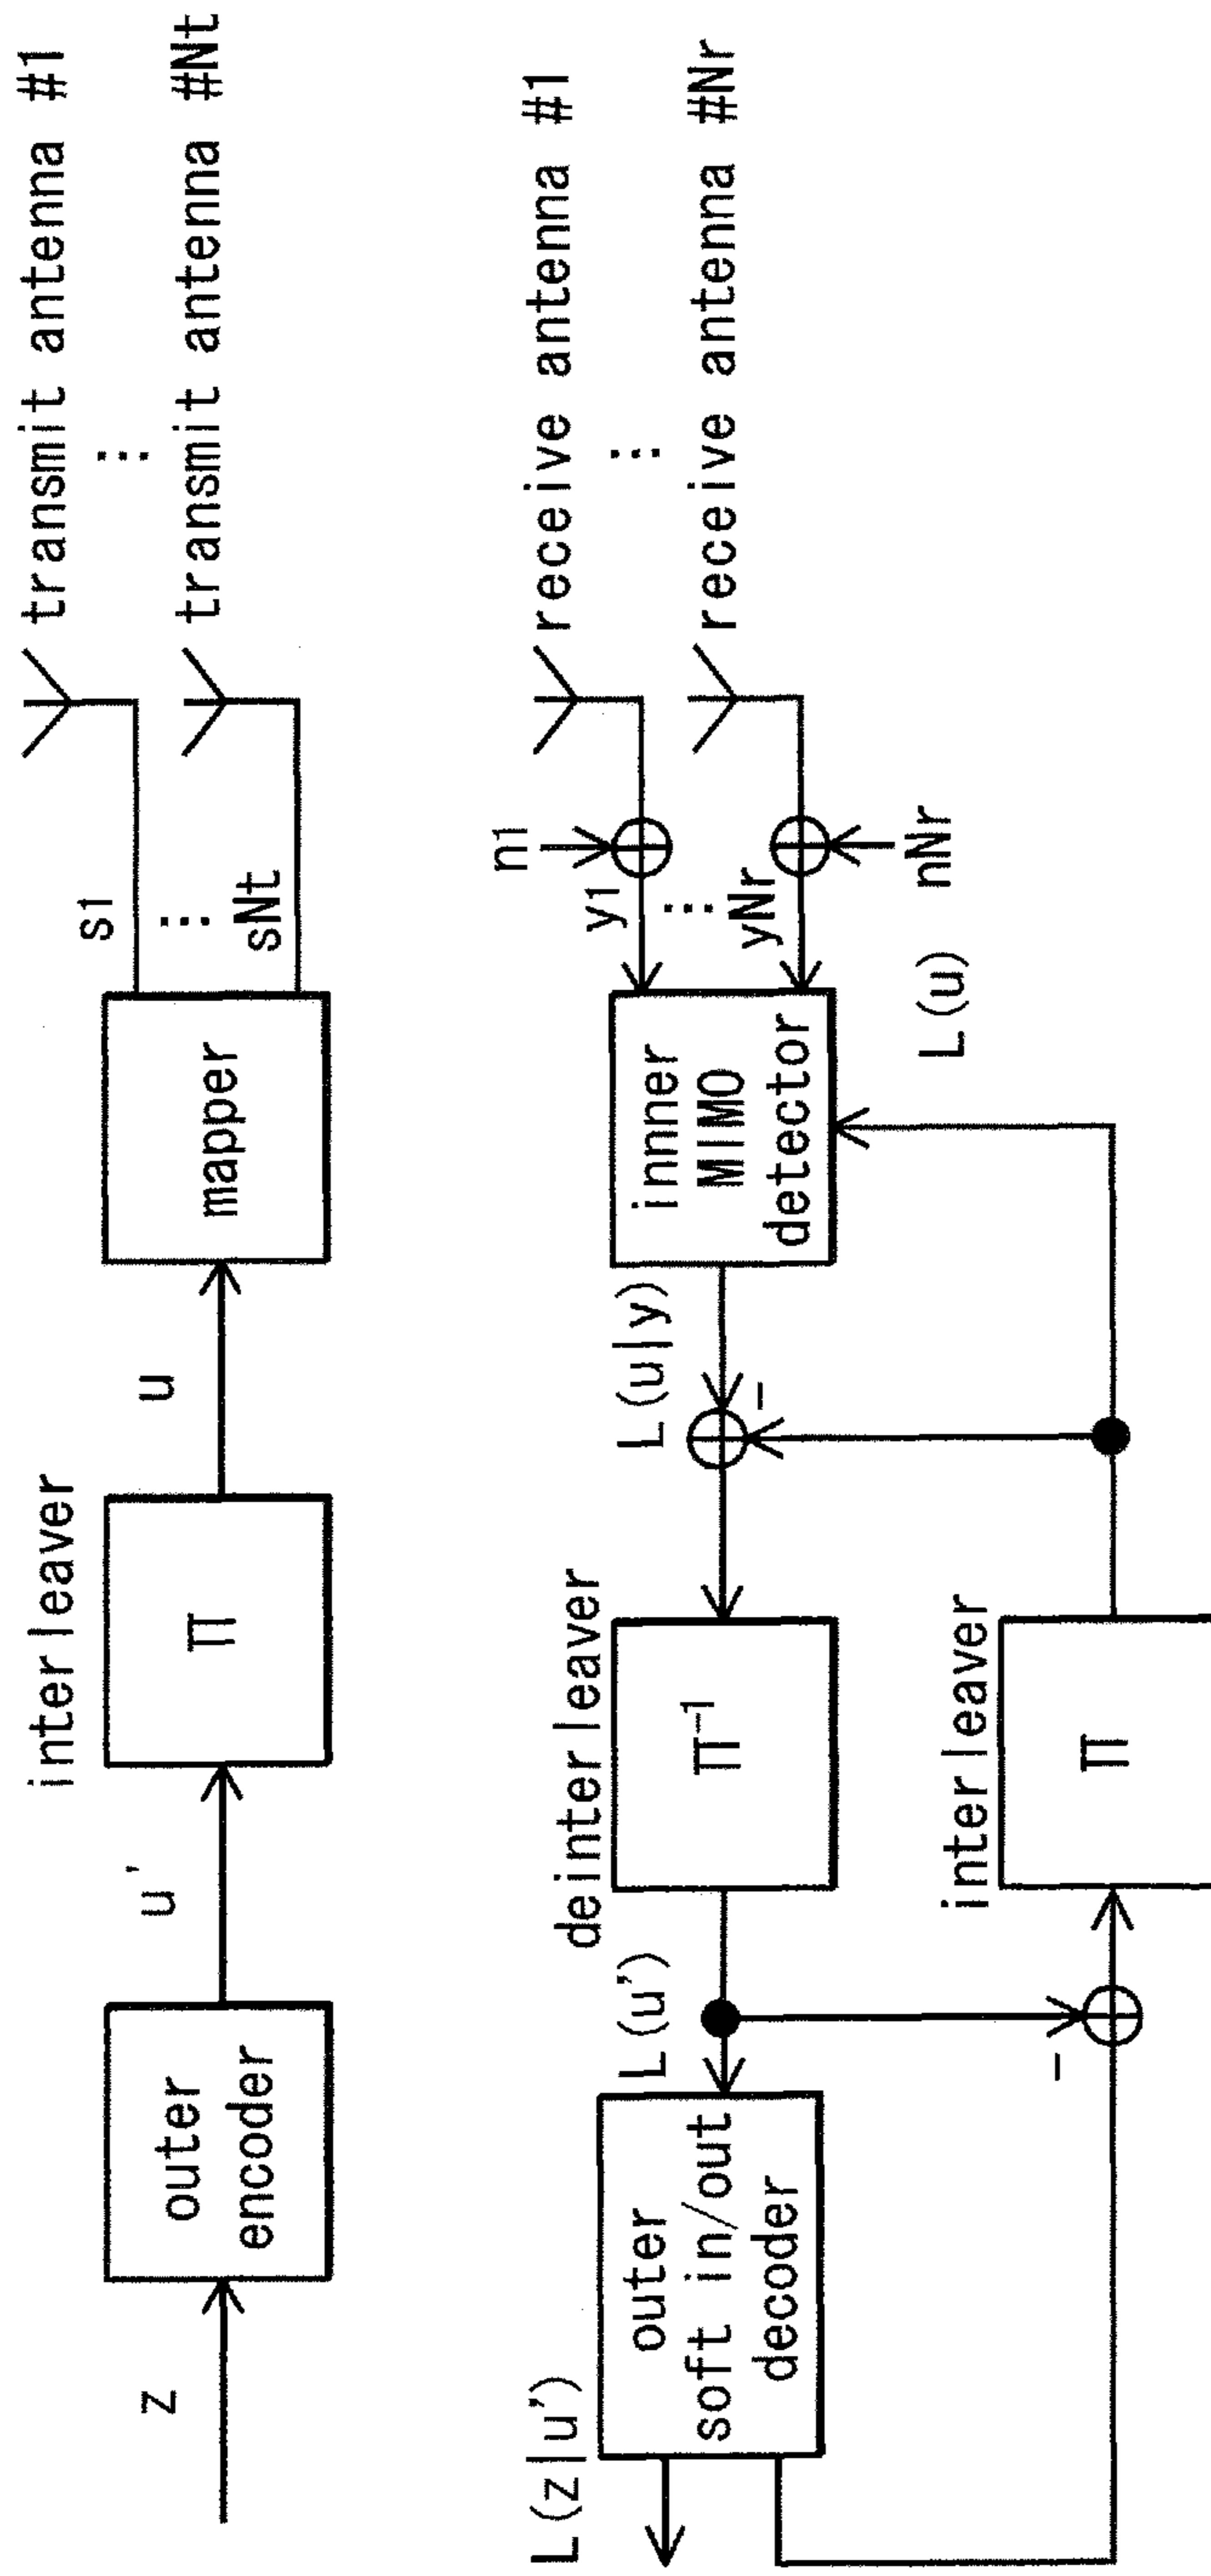 z
outer
encoder
u'
interleaver
Π
u
mapper
s1
⋮
sNt
transmit antenna #1
⋮
transmit antenna #Nt
L(z|u')
outer
soft in/out
decoder
L(u')
deinterleaver
Π⁻¹
L(u|y)
−
inner
MIMO
detector
y1
⋮
yNr
n1
nNr
receive antenna #1
⋮
receive antenna #Nr
−
interleaver
Π
L(u)